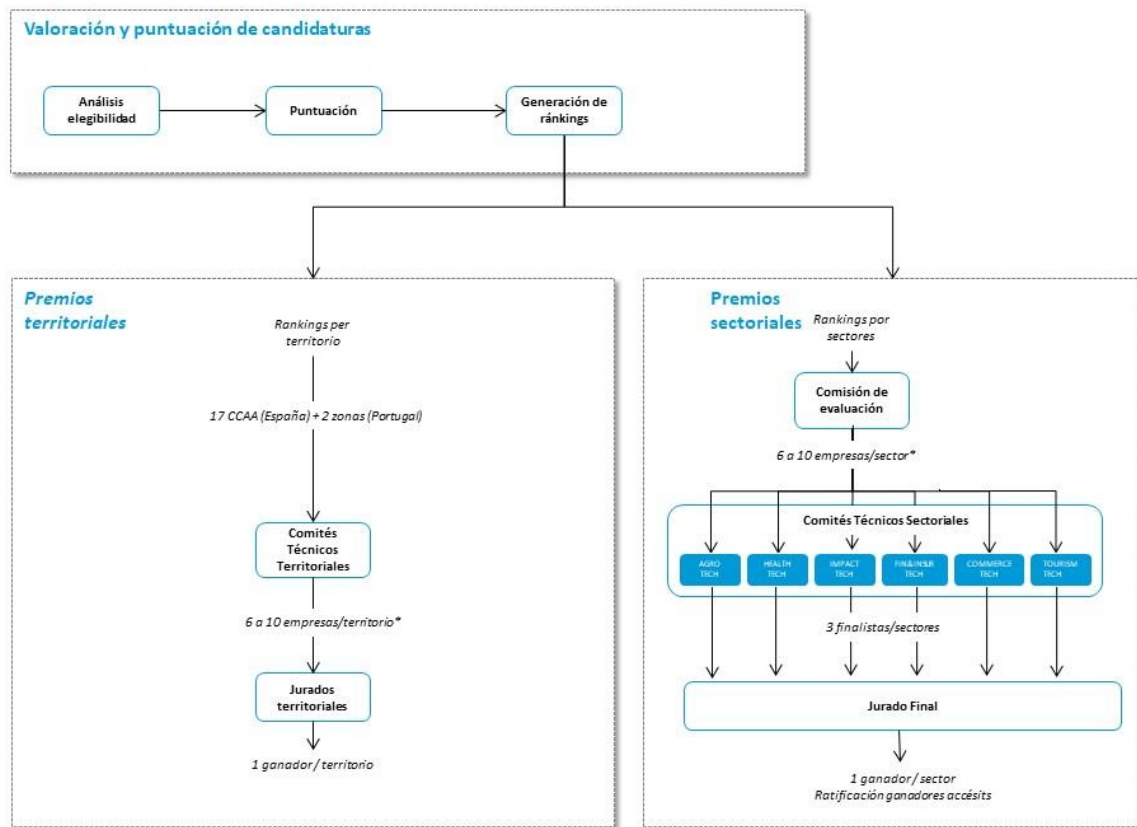 Valoración y puntuación de candidaturas
Análisis
elegibilidad
Puntuación
Generación de
ránkings
Premios
territoriales
Rankings per
territorio
17 CCAA (España) + 2 zonas (Portugal)
Comités
Técnicos
Territoriales
6 a 10 empresas/territorio*
Jurados
territoriales
1 ganador / territorio
Premios
sectoriales
Rankings por
sectores
Comisión de
evaluación
6 a 10 empresas/sector*
Comités Técnicos Sectoriales
AGRO
TECH
HEALTH
TECH
IMPACT
TECH
FIN&INSUR
TECH
COMMERCE
TECH
TOURISM
TECH
3 finalistas/sectores
Jurado Final
1 ganador / sector
Ratificación ganadores accésits